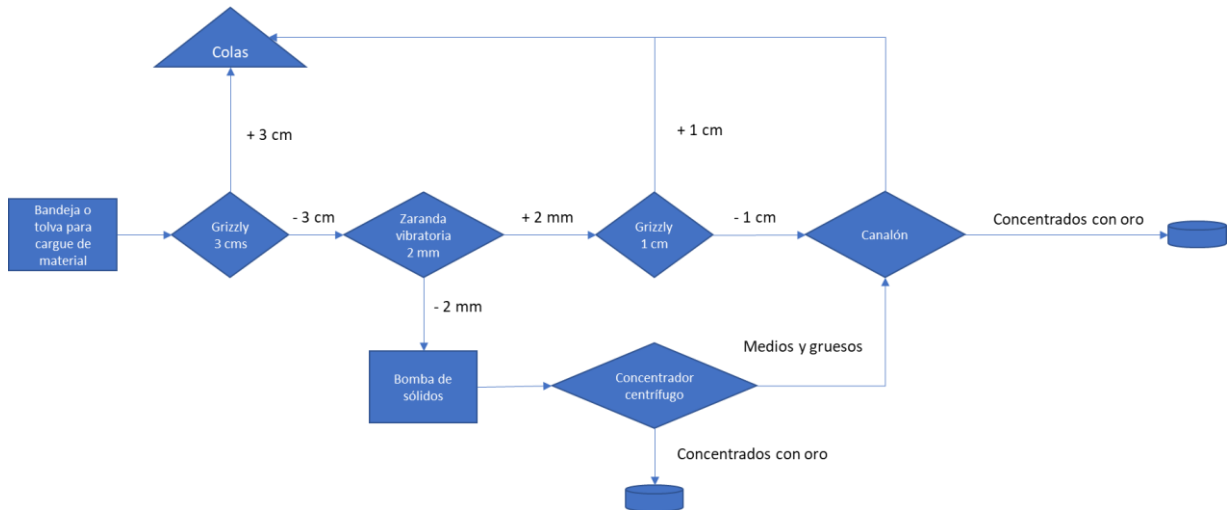 Colas
+ 3 cm
+ 1 cm
Bandeja o
tolva para
cargue de
material
Grizzly
3 cms
- 3 cm
Zaranda
vibratoria
2 mm
+ 2 mm
Grizzly
1 cm
- 1 cm
Canalón
Concentrados con oro
- 2 mm
Bomba de
sólidos
Concentrador
centrífugo
Medios y gruesos
Concentrados con oro